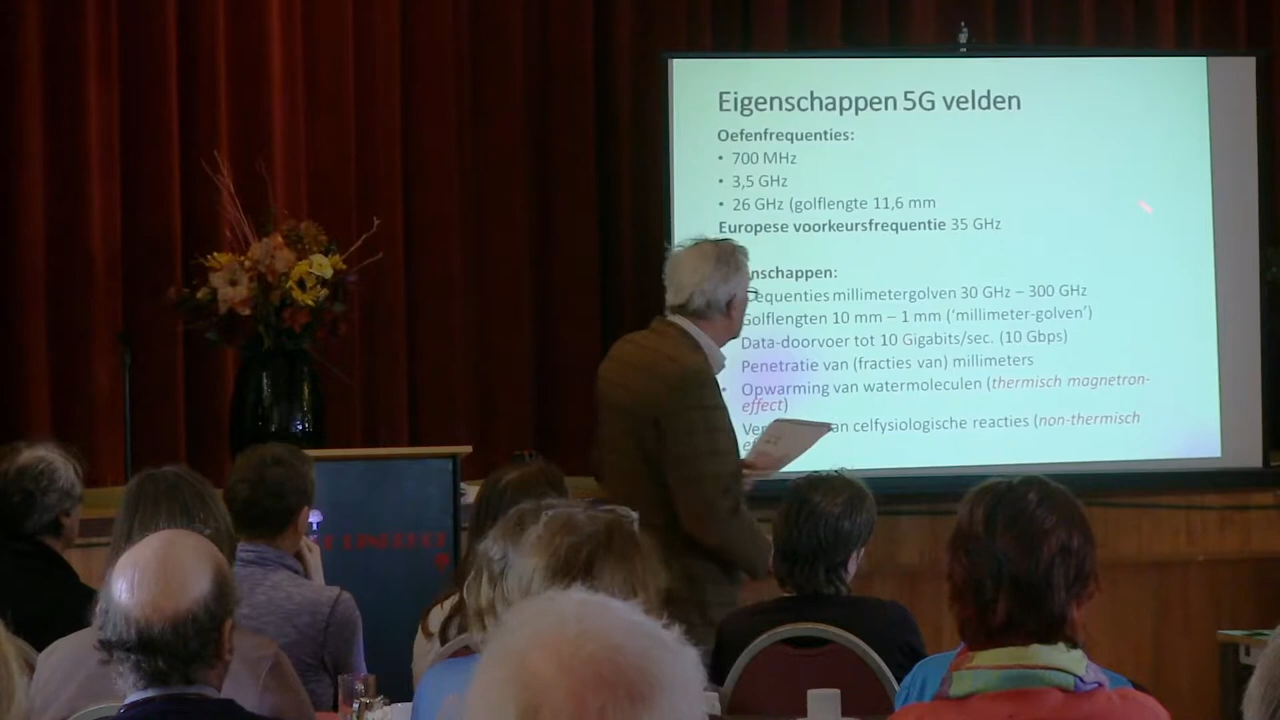 Eigenschappen 5G velden
Oefenfrequenties:
• 700 MHz
• 3,5 GHz
• 26 GHz (golflengte 11,6 mm
Europese voorkeursfrequentie 35 GHz
nschappen:
equenties millimetergolven 30 GHz – 300 GHz
Golflengten 10 mm – 1 mm (‘millimeter-golven’)
Data-doorvoer tot 10 Gigabits/sec. (10 Gbps)
Penetratie van (fracties van) millimeters
• Opwarming van watermoleculen (thermisch magnetron-
effect)
an celfysiologische reacties (non-thermisch